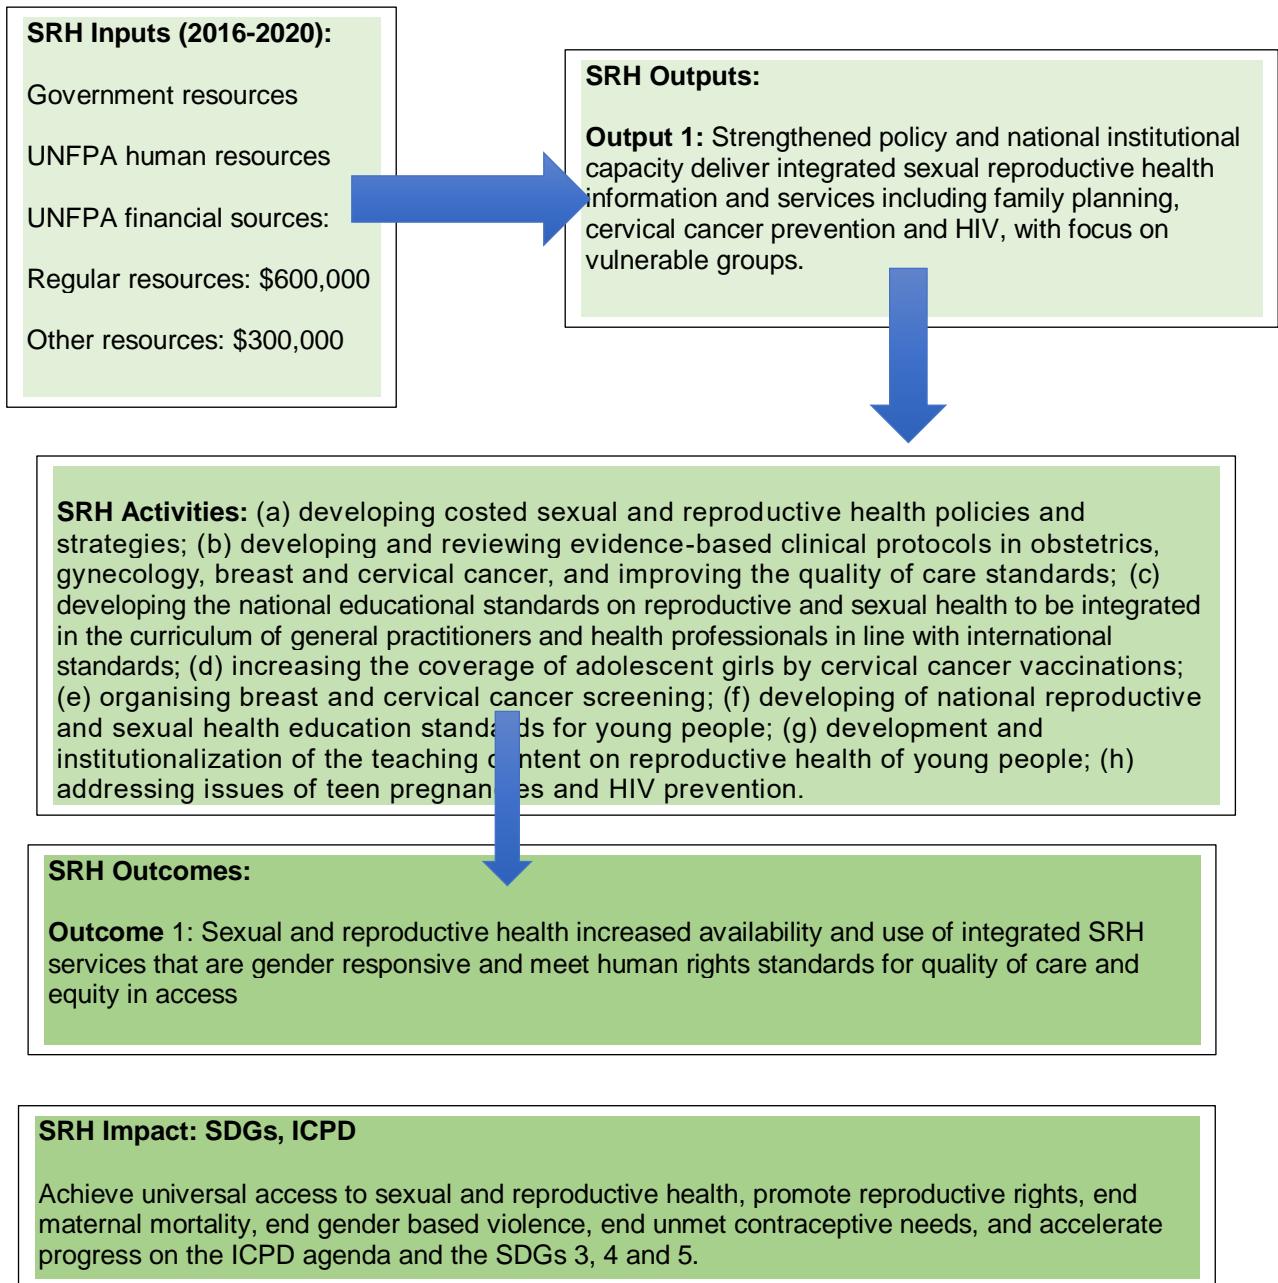 SRH Inputs (2016-2020):
Government resources
UNFPA human resources
UNFPA financial sources:
Regular resources: $600,000
Other resources: $300,000
SRH Outputs:
Output 1: Strengthened policy and national institutional
capacity deliver integrated sexual reproductive health
information and services including family planning,
cervical cancer prevention and HIV, with focus on
vulnerable groups.
SRH Activities: (a) developing costed sexual and reproductive health policies and
strategies; (b) developing and reviewing evidence-based clinical protocols in obstetrics,
gynecology, breast and cervical cancer, and improving the quality of care standards; (c)
developing the national educational standards on reproductive and sexual health to be integrated
in the curriculum of general practitioners and health professionals in line with international
standards; (d) increasing the coverage of adolescent girls by cervical cancer vaccinations;
(e) organising breast and cervical cancer screening; (f) developing of national reproductive
and sexual health education standards for young people; (g) development and
institutionalization of the teaching content on reproductive health of young people; (h)
addressing issues of teen pregnancies and HIV prevention.
SRH Outcomes:
Outcome 1: Sexual and reproductive health increased availability and use of integrated SRH
services that are gender responsive and meet human rights standards for quality of care and
equity in access
SRH Impact: SDGs, ICPD
Achieve universal access to sexual and reproductive health, promote reproductive rights, end
maternal mortality, end gender based violence, end unmet contraceptive needs, and accelerate
progress on the ICPD agenda and the SDGs 3, 4 and 5.